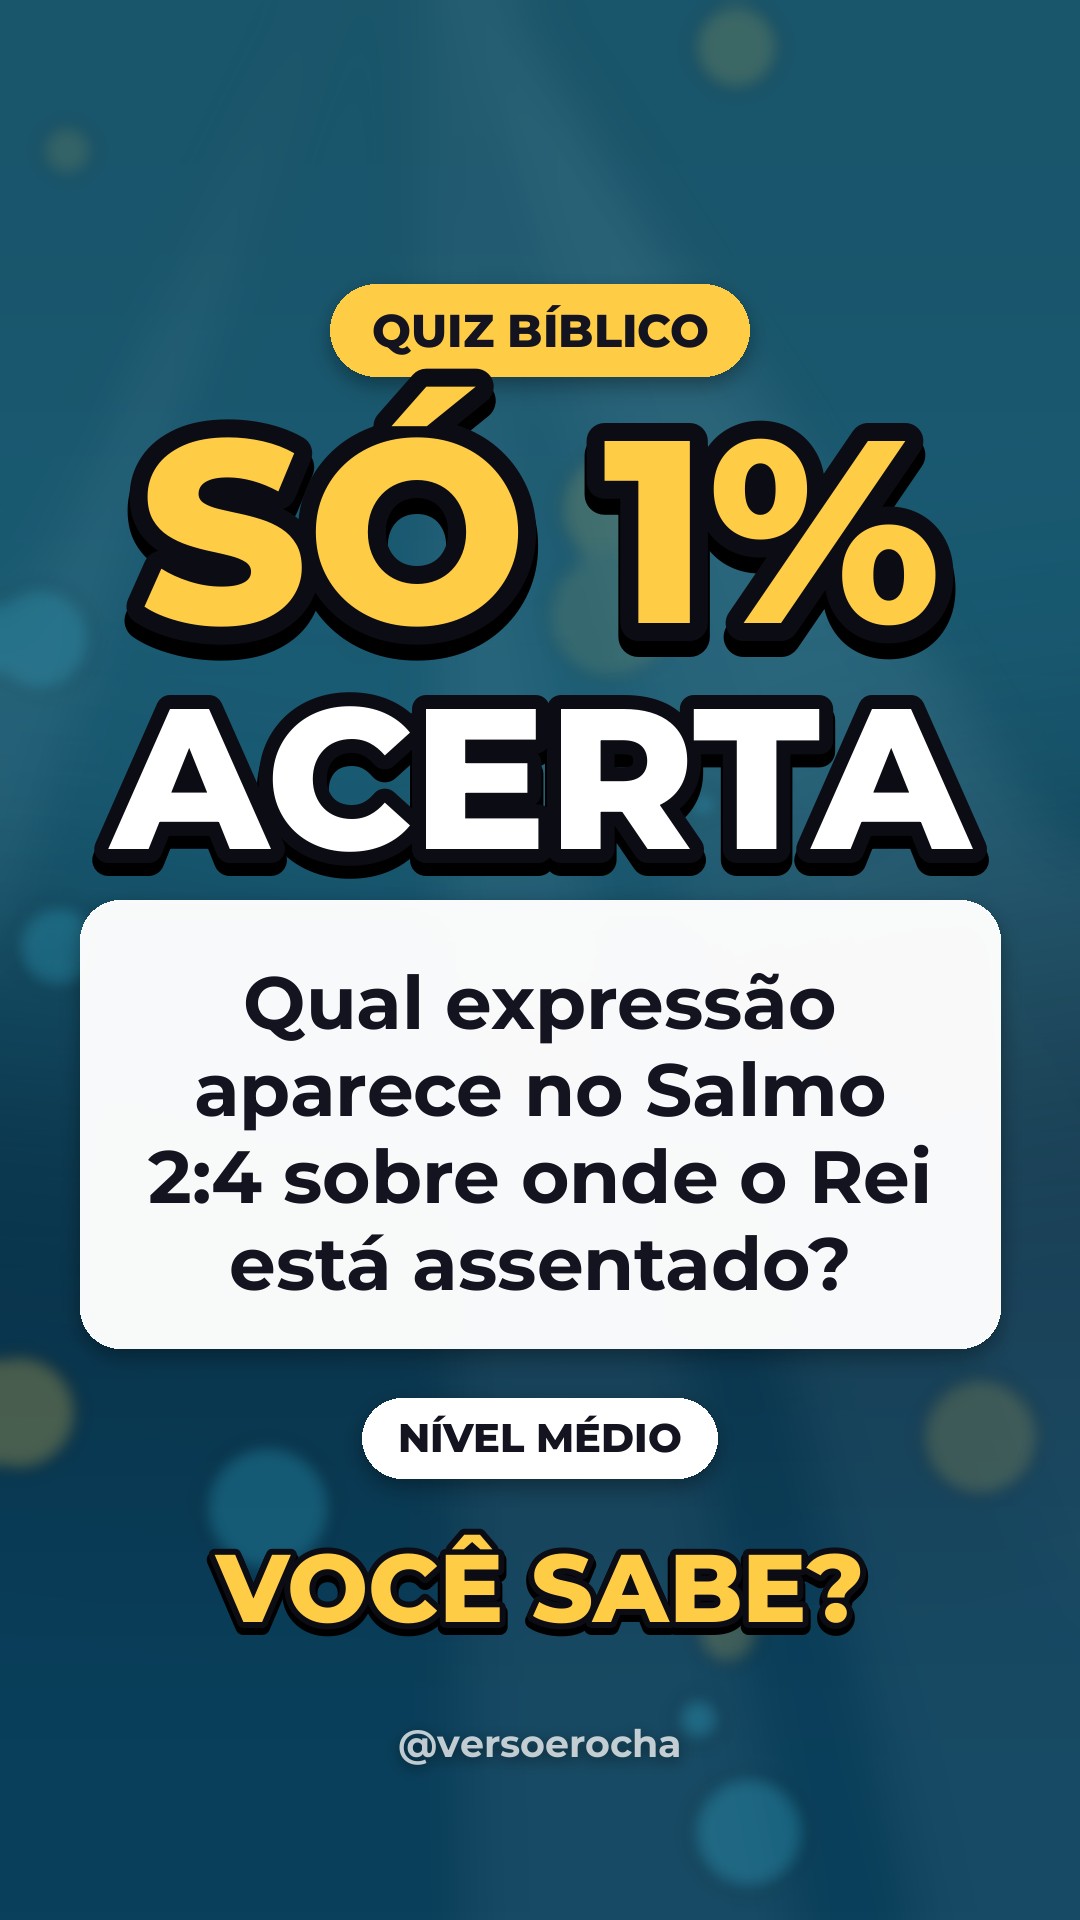 QUIZ BÍBLICO
SÓ 1%
ACERTA
Qual expressão
aparece no Salmo
2:4 sobre onde o Rei
está assentado?
NÍVEL MÉDIO
VOCÊ SABE?
@versoerocha